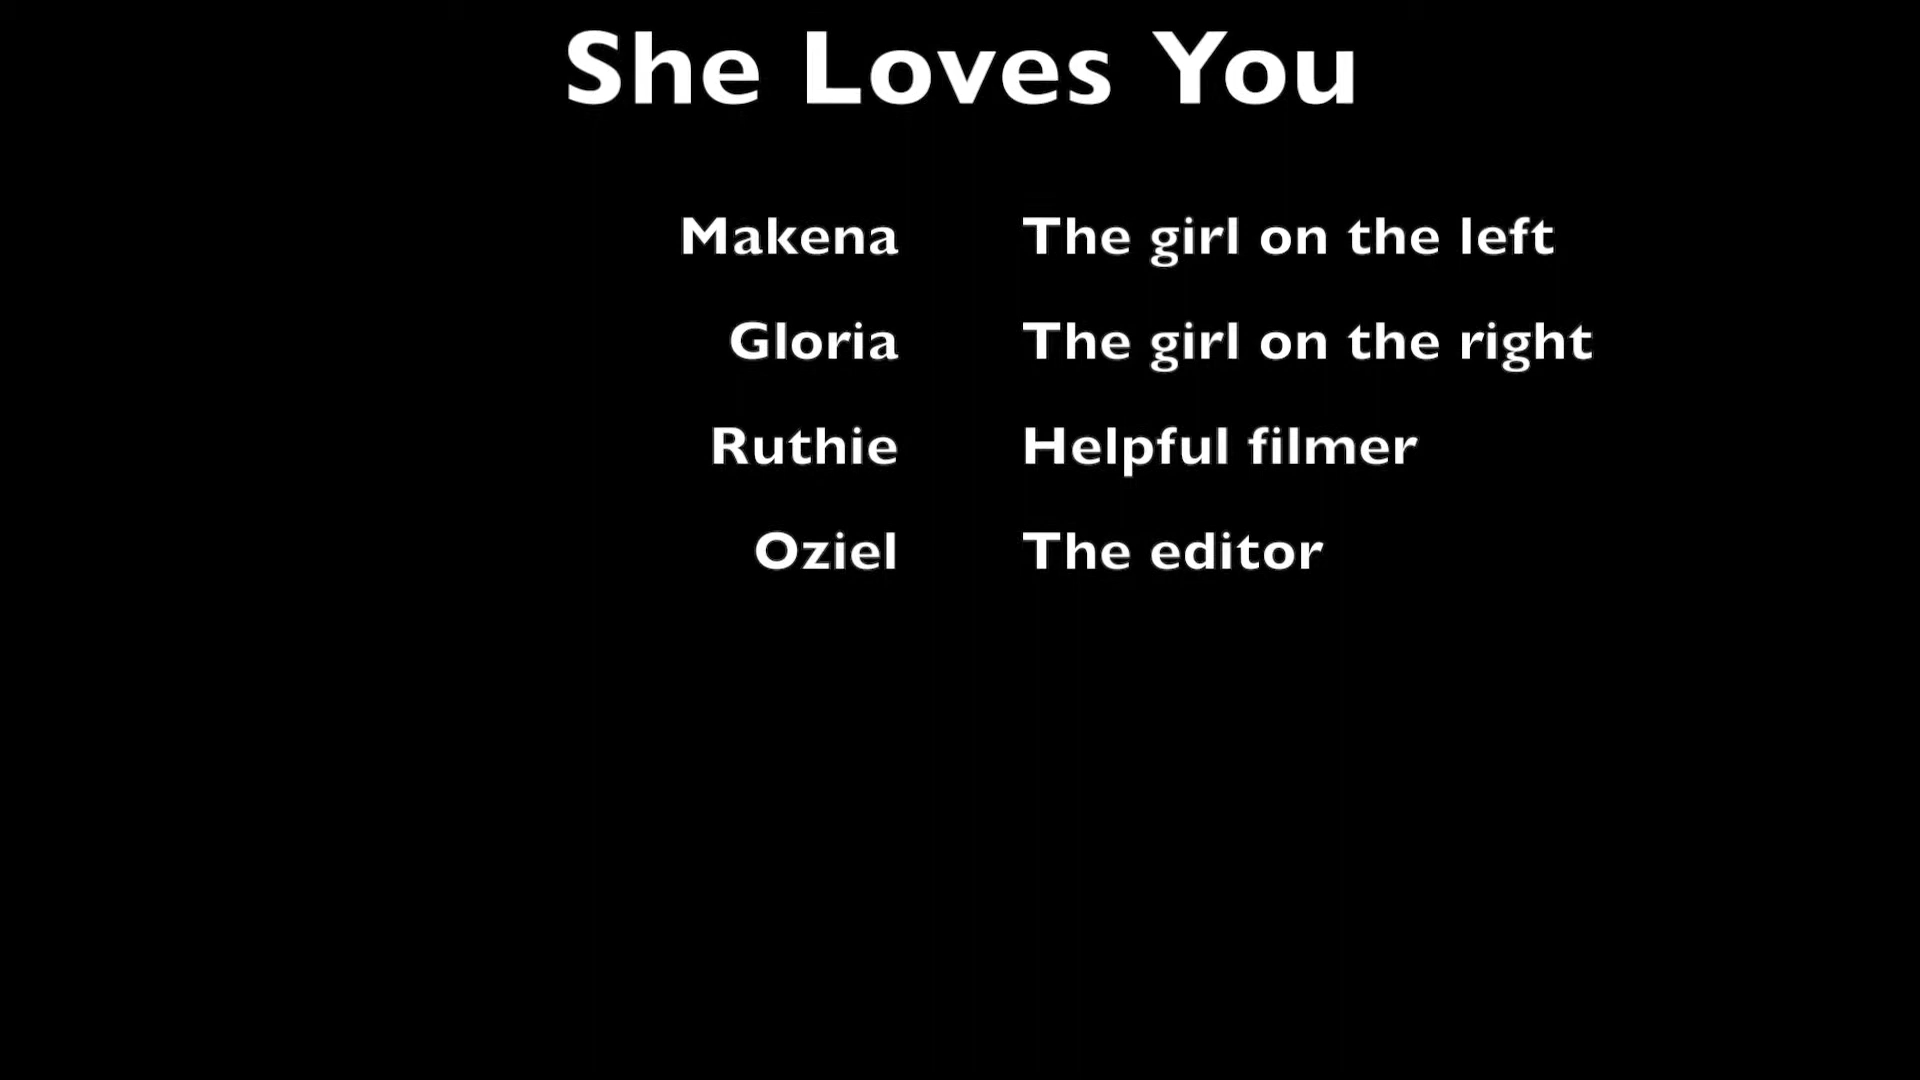 She Loves You
Makena The girl on the left
Gloria The girl on the right
Ruthie Helpful filmer
Oziel The editor